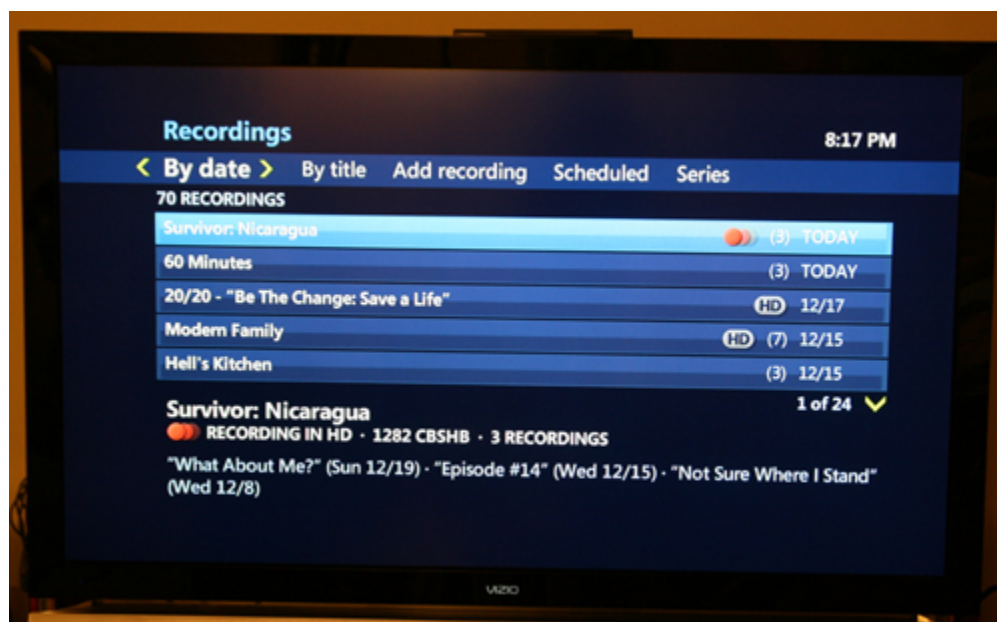 Recordings
8:17 PM
< By date > By title Add recording Scheduled Series
70 RECORDINGS
Survivor: Nicaragua (3) TODAY
60 Minutes (3) TODAY
20/20 - "Be The Change: Save a Life" HD 12/17
Modern Family HD (7) 12/15
Hell's Kitchen (3) 12/15
1 of 24
Survivor: Nicaragua
RECORDING IN HD · 1282 CBSHB · 3 RECORDINGS
"What About Me?" (Sun 12/19) · "Episode #14" (Wed 12/15) · "Not Sure Where I Stand"
(Wed 12/8)
VIZIO